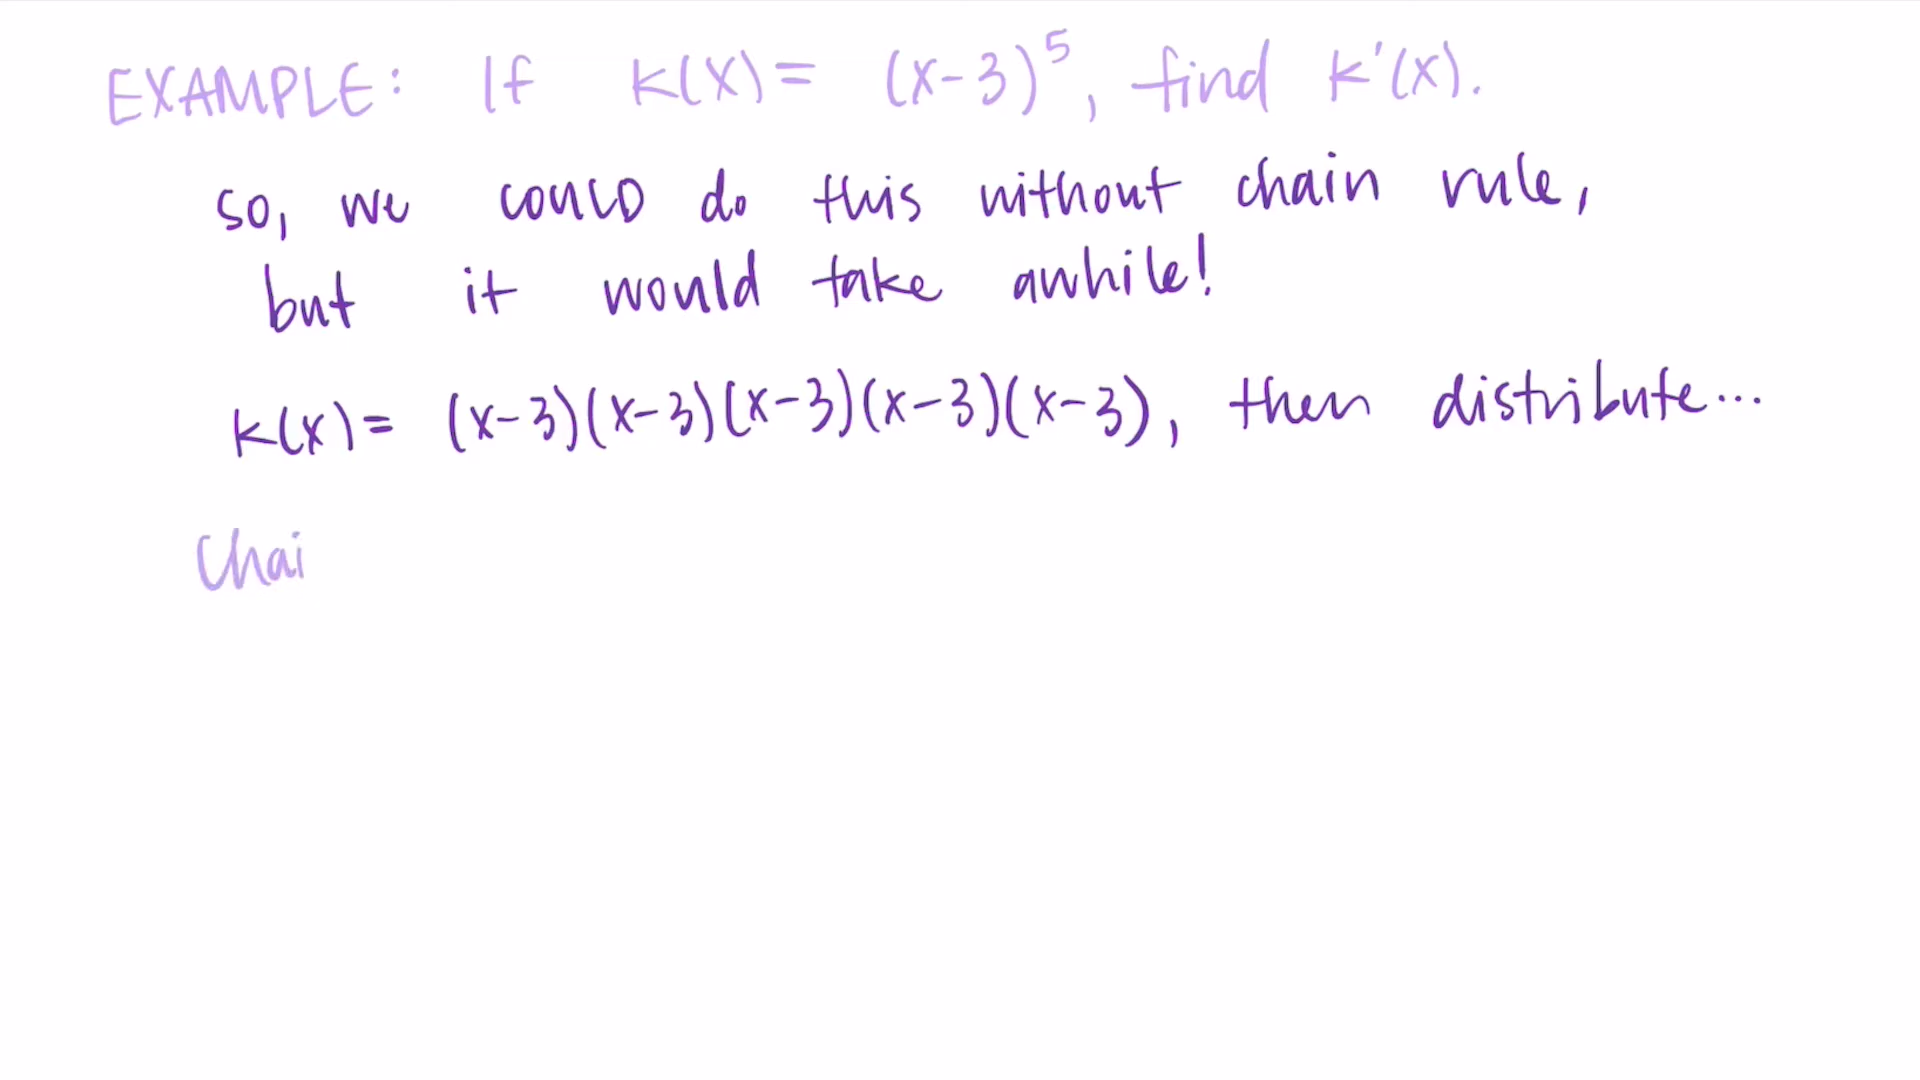 EXAMPLE: If k(x) = (x-3)⁵, find k'(x).
so, we could do this without chain rule,
but it would take awhile!
k(x) = (x-3)(x-3)(x-3)(x-3)(x-3), then distribute...
Chai